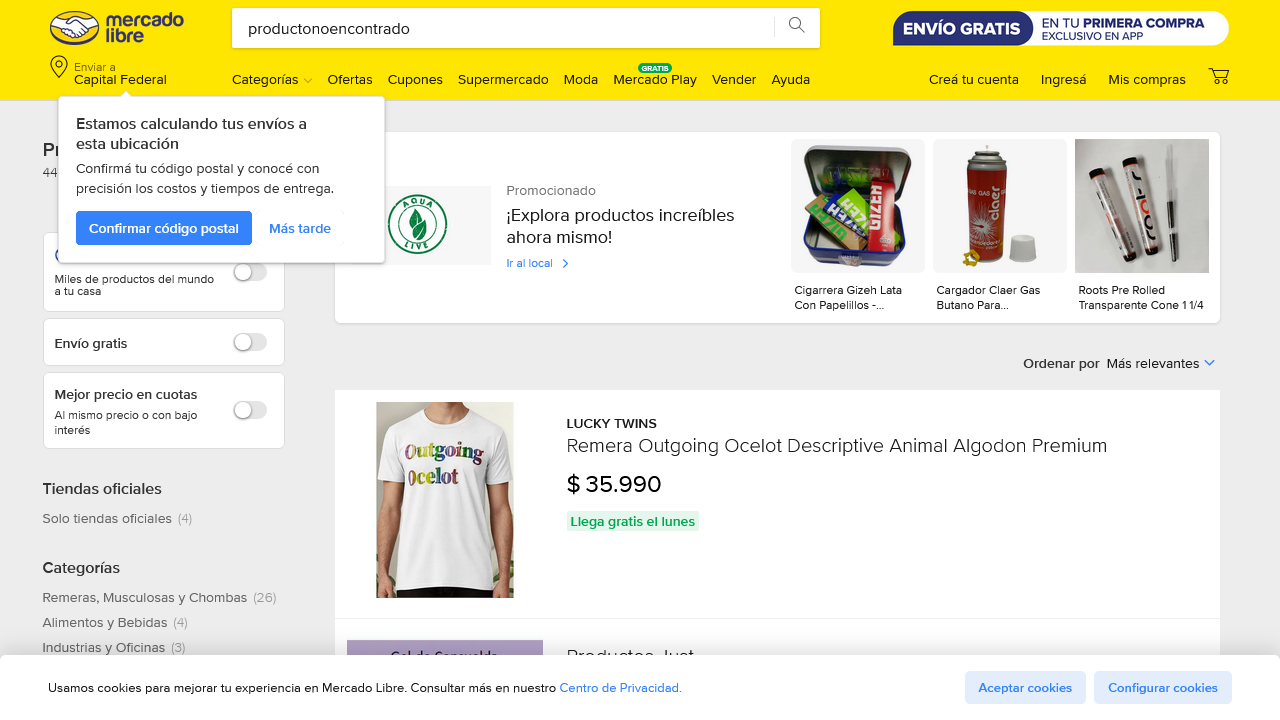 mercado
libre
productonoencontrado
ENVÍO GRATIS
EN TU PRIMERA COMPRA
EXCLUSIVO EN APP
Enviar a
Capital Federal
Categorías
Ofertas
Cupones
Supermercado
Moda
GRATIS
Mercado Play
Vender
Ayuda
Creá tu cuenta
Ingresá
Mis compras
Estamos calculando tus envíos a
esta ubicación
Confirmá tu código postal y conocé con
precisión los costos y tiempos de entrega.
Confirmar código postal
Más tarde
44
Miles de productos del mundo
a tu casa
Envío gratis
Mejor precio en cuotas
Al mismo precio o con bajo
interés
Tiendas oficiales
Solo tiendas oficiales (4)
Categorías
Remeras, Musculosas y Chombas (26)
Alimentos y Bebidas (4)
Industrias y Oficinas (3)
AQUA
LIVE
Promocionado
¡Explora productos increíbles
ahora mismo!
Ir al local
GIZEH
Cigarrera Gizeh Lata
Con Papelillos -...
claer
Cargador Claer Gas
Butano Para...
Roots Pre Rolled
Transparente Cone 1 1/4
Ordenar por Más relevantes
Outgoing
Ocelot
LUCKY TWINS
Remera Outgoing Ocelot Descriptive Animal Algodon Premium
$ 35.990
Llega gratis el lunes
Usamos cookies para mejorar tu experiencia en Mercado Libre. Consultar más en nuestro Centro de Privacidad.
Aceptar cookies
Configurar cookies